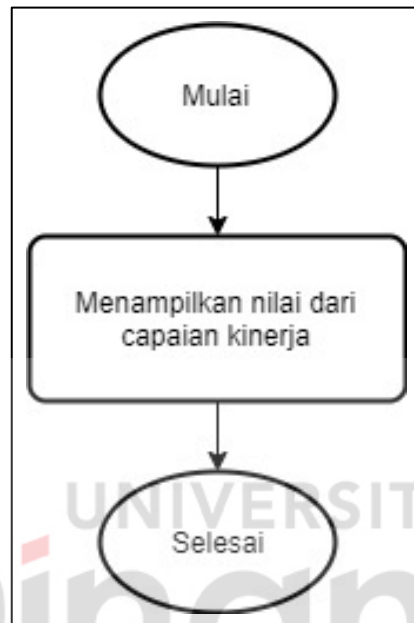 Mulai
Menampilkan nilai dari
capaian kinerja
UNIVERSIT
Selesai